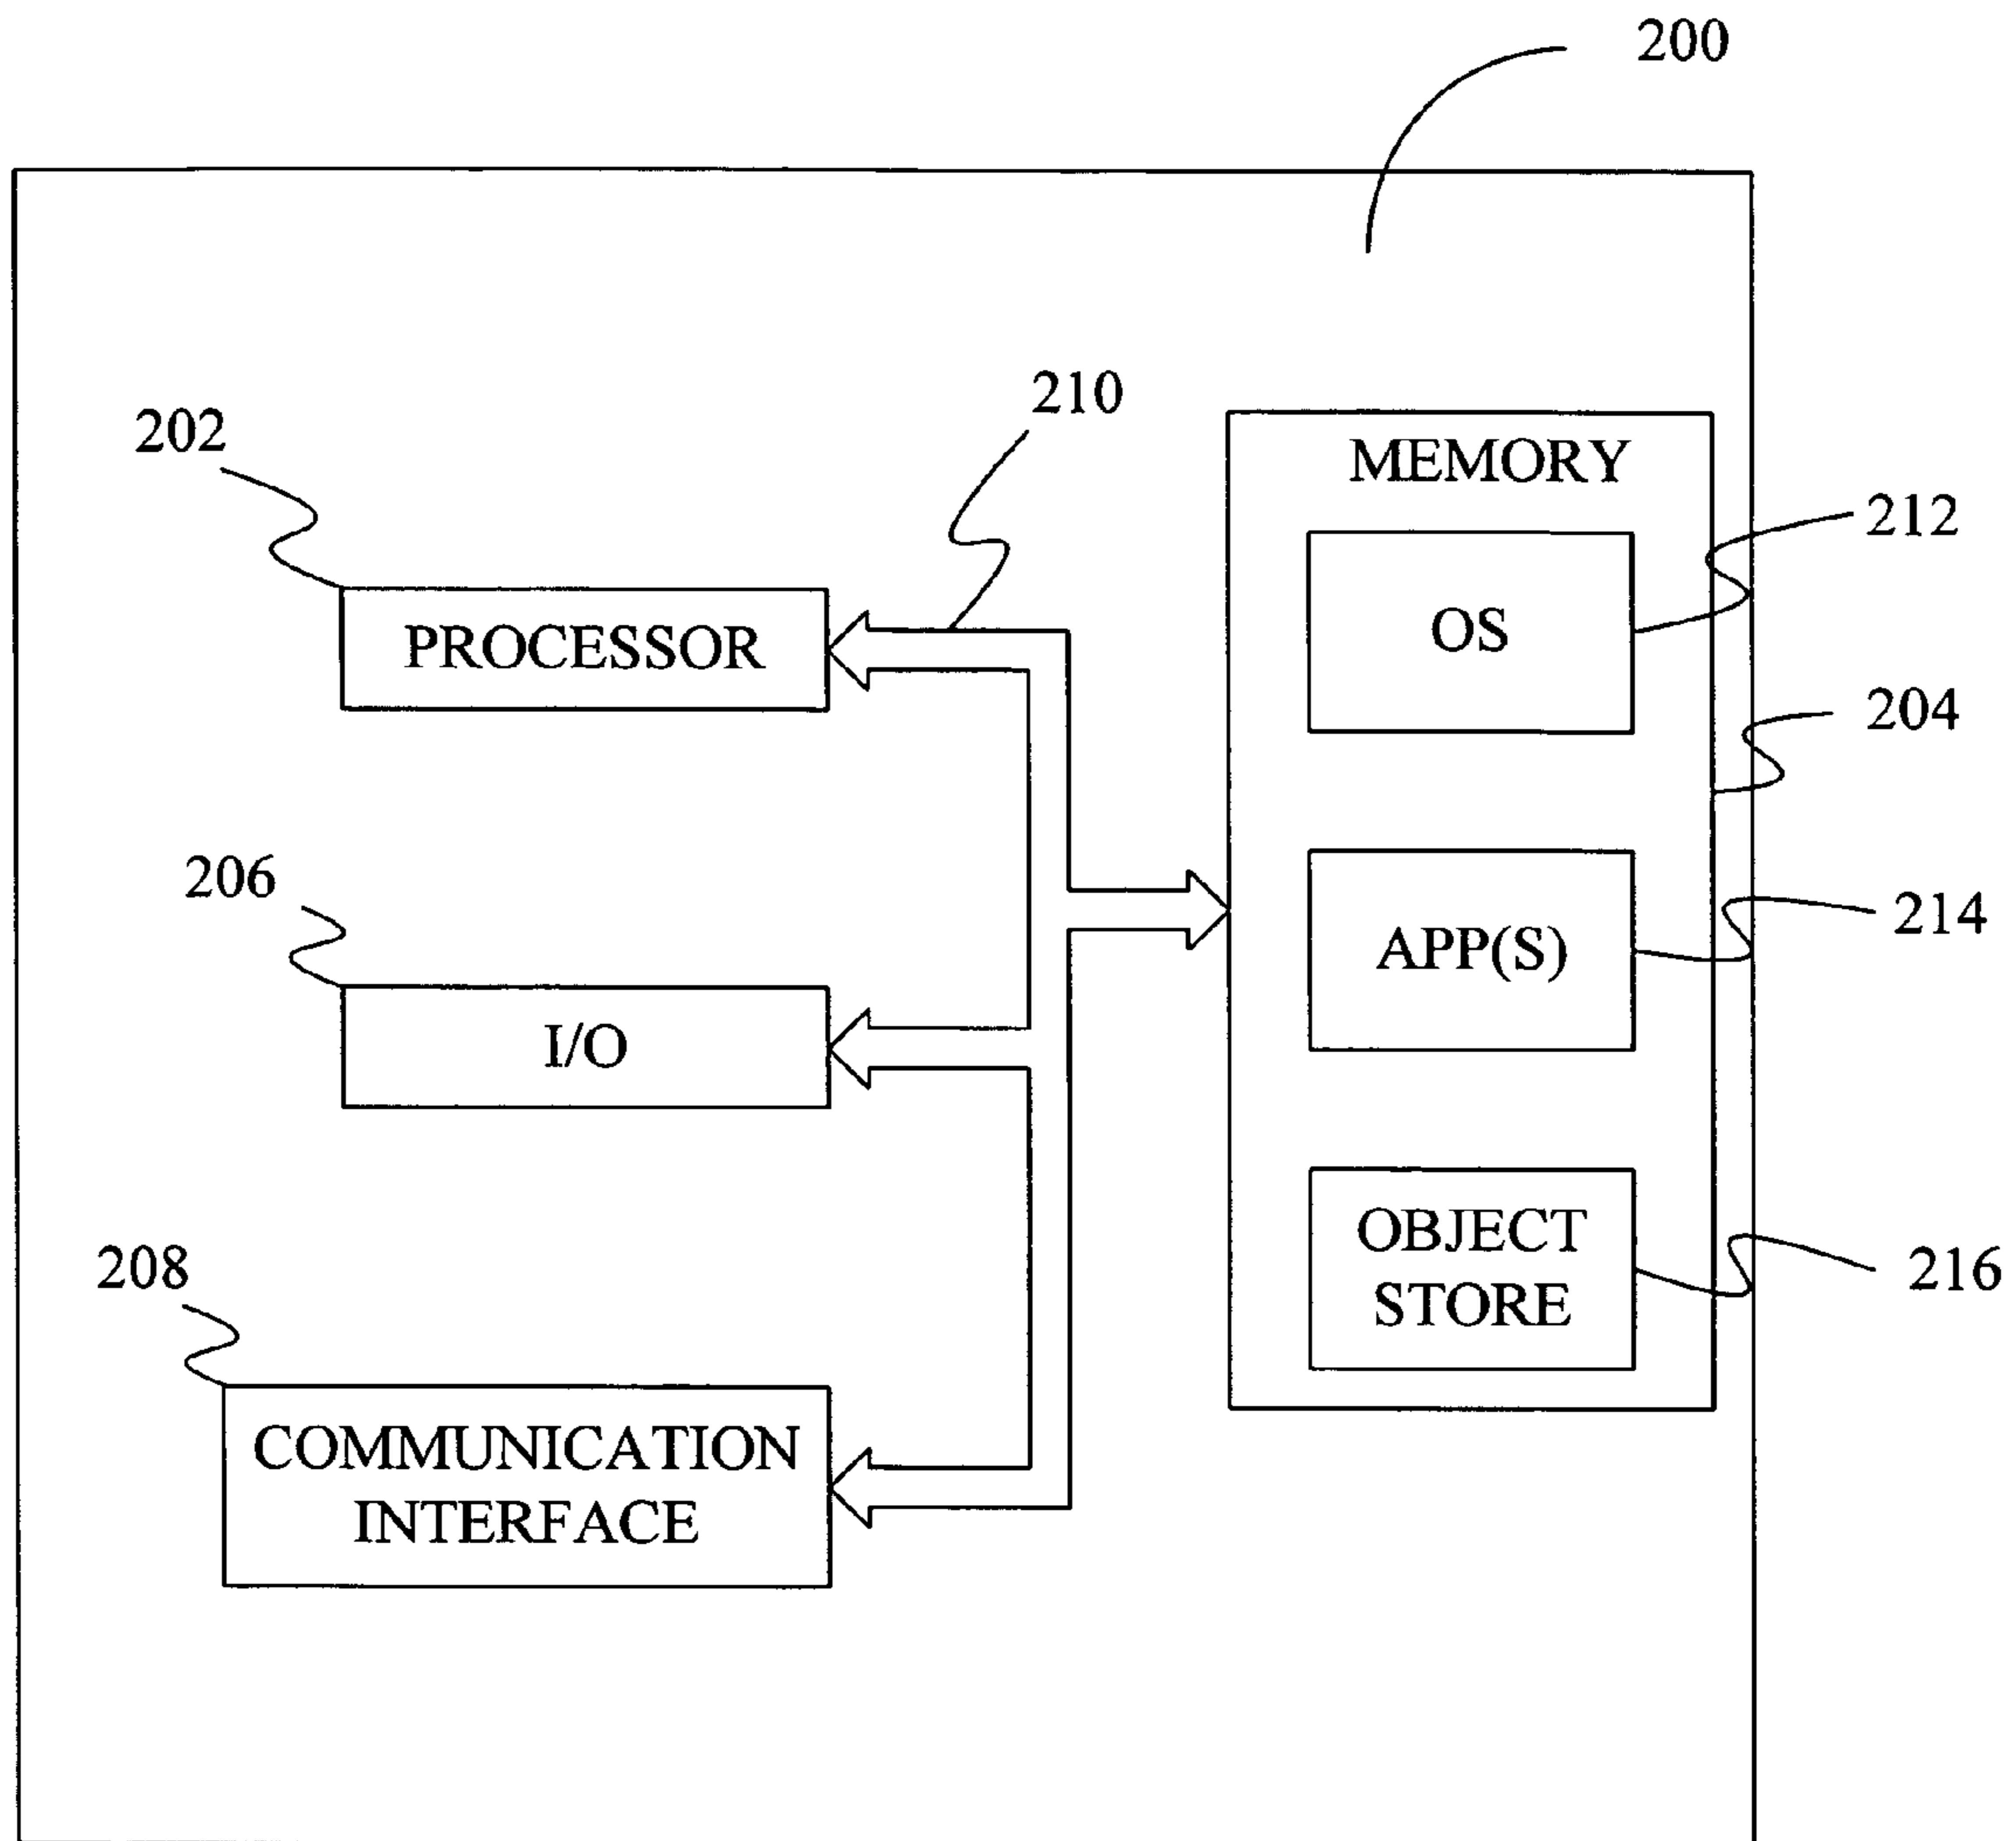 200
210
202
MEMORY
212
OS
PROCESSOR
204
206
214
APP(S)
I/O
208
OBJECT
STORE
216
COMMUNICATION
INTERFACE